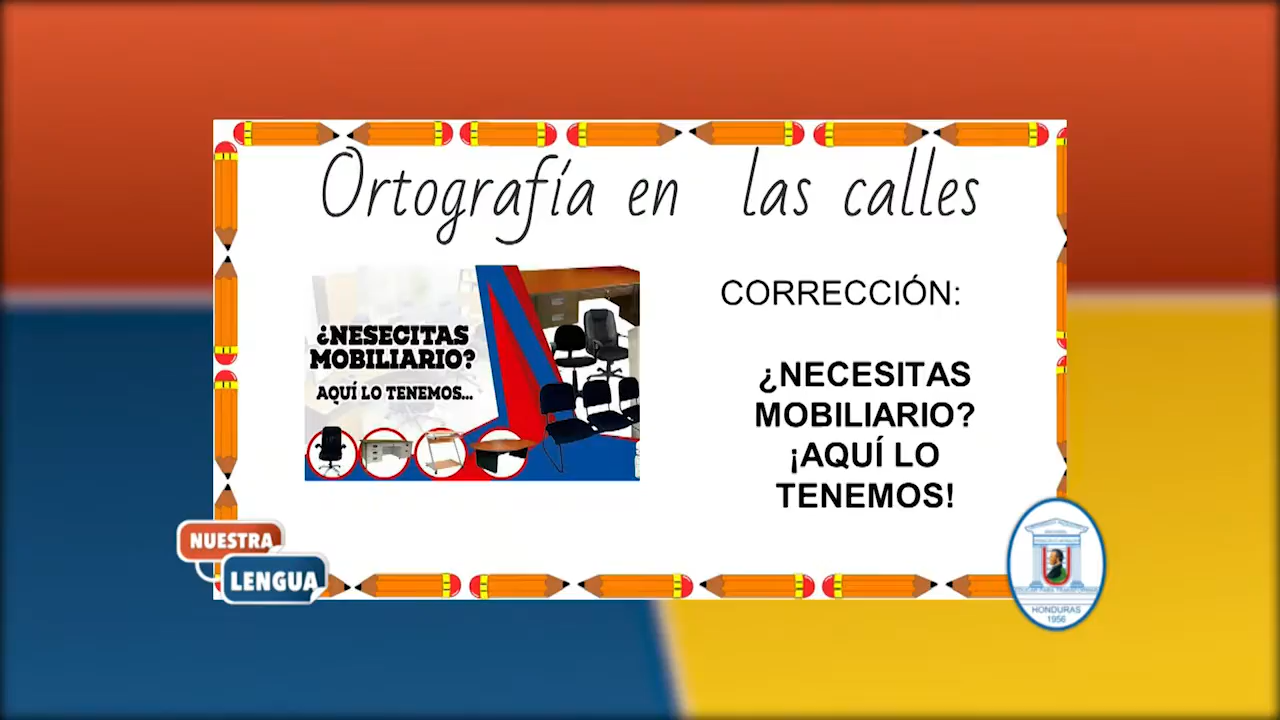 Ortografía en las calles
¿NESECITAS
MOBILIARIO?
AQUÍ LO TENEMOS...
CORRECCIÓN:
¿NECESITAS
MOBILIARIO?
¡AQUÍ LO
TENEMOS!
NUESTRA
LENGUA
HONDURAS
1956